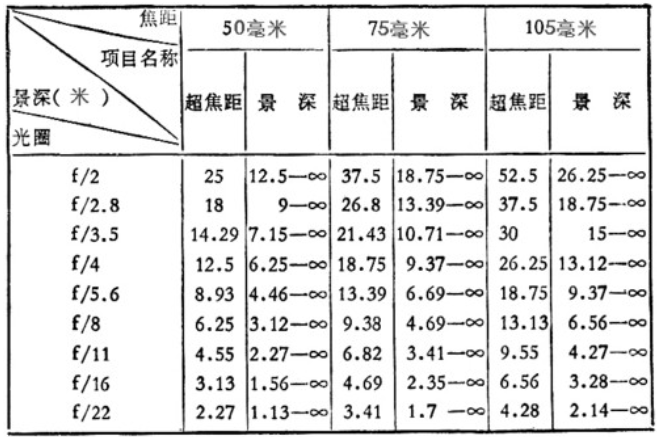 焦距 50毫米 75毫米 105毫米
项目名称
景深(米) 超焦距 景 深 超焦距 景 深 超焦距 景 深
光圈
f/2 25 12.5—∞ 37.5 18.75—∞ 52.5 26.25—∞
f/2.8 18 9—∞ 26.8 13.39—∞ 37.5 18.75—∞
f/3.5 14.29 7.15—∞ 21.43 10.71—∞ 30 15—∞
f/4 12.5 6.25—∞ 18.75 9.37—∞ 26.25 13.12—∞
f/5.6 8.93 4.46—∞ 13.39 6.69—∞ 18.75 9.37—∞
f/8 6.25 3.12—∞ 9.38 4.69—∞ 13.13 6.56—∞
f/11 4.55 2.27—∞ 6.82 3.41—∞ 9.55 4.27—∞
f/16 3.13 1.56—∞ 4.69 2.35—∞ 6.56 3.28—∞
f/22 2.27 1.13—∞ 3.41 1.7 —∞ 4.28 2.14—∞